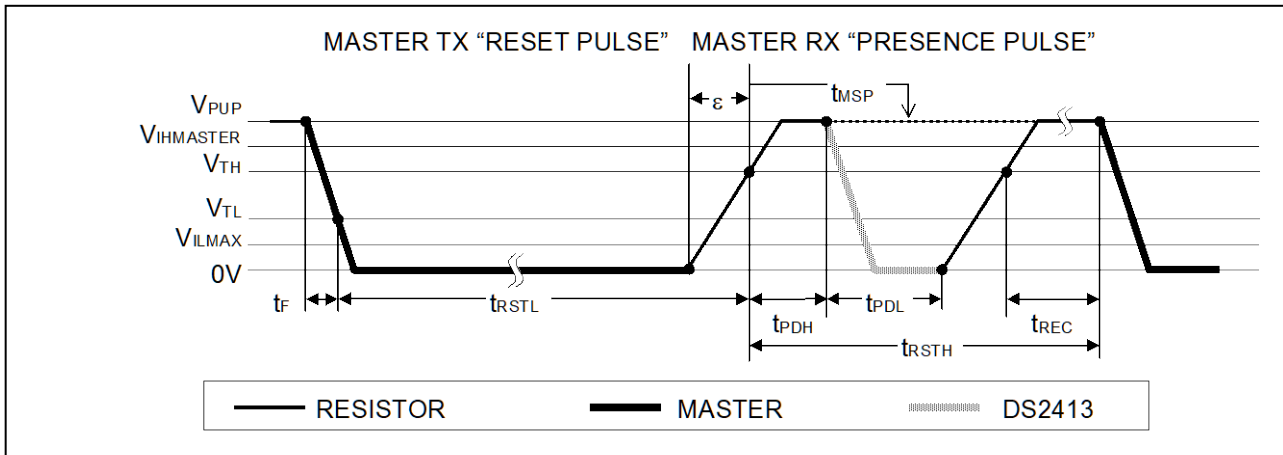 MASTER TX “RESET PULSE” MASTER RX “PRESENCE PULSE”
ε
tMSP
VPUP
VIHMASTER
VTH
VTL
VILMAX
0V
tF
tRSTL
tPDH
tPDL
tREC
tRSTH
RESISTOR MASTER DS2413